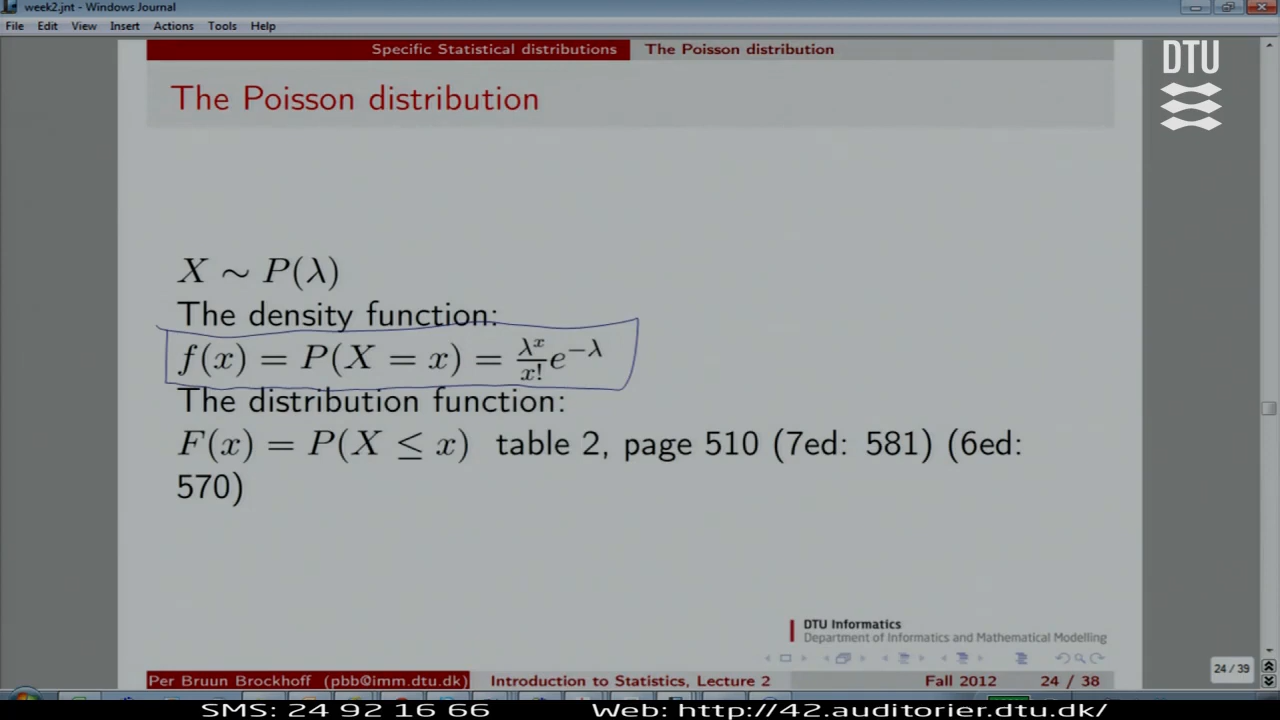 week2.jnt - Windows Journal
File Edit View Insert Actions Tools Help
Specific Statistical distributions The Poisson distribution
DTU
The Poisson distribution
X ∼ P(λ)
The density function:
f(x) = P(X = x) = λ^x/x! e^−λ
The distribution function:
F(x) = P(X ≤ x) table 2, page 510 (7ed: 581) (6ed:
570)
DTU Informatics
Department of Informatics and Mathematical Modelling
24 / 39
Per Bruun Brockhoff (pbb@imm.dtu.dk) Introduction to Statistics, Lecture 2 Fall 2012 24 / 38
SMS: 24 92 16 66 Web: http://42.auditorier.dtu.dk/